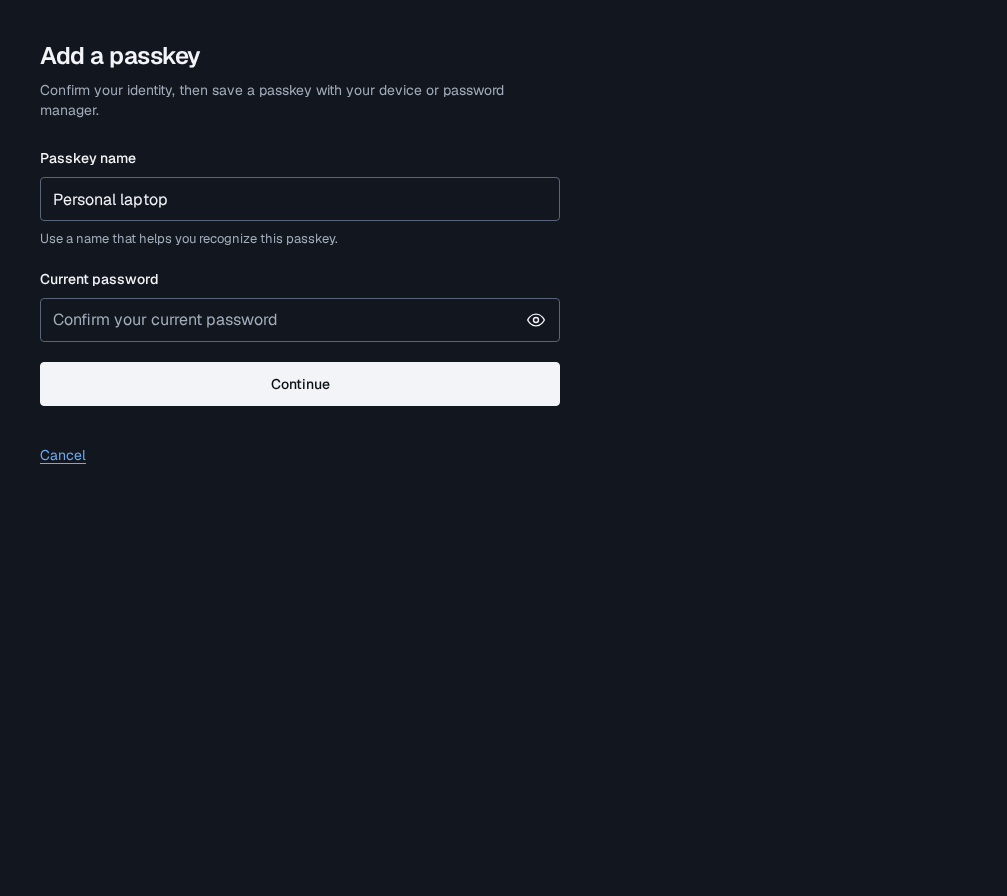 Add a passkey
Confirm your identity, then save a passkey with your device or password
manager.
Passkey name
Personal laptop
Use a name that helps you recognize this passkey.
Current password
Confirm your current password
Continue
Cancel